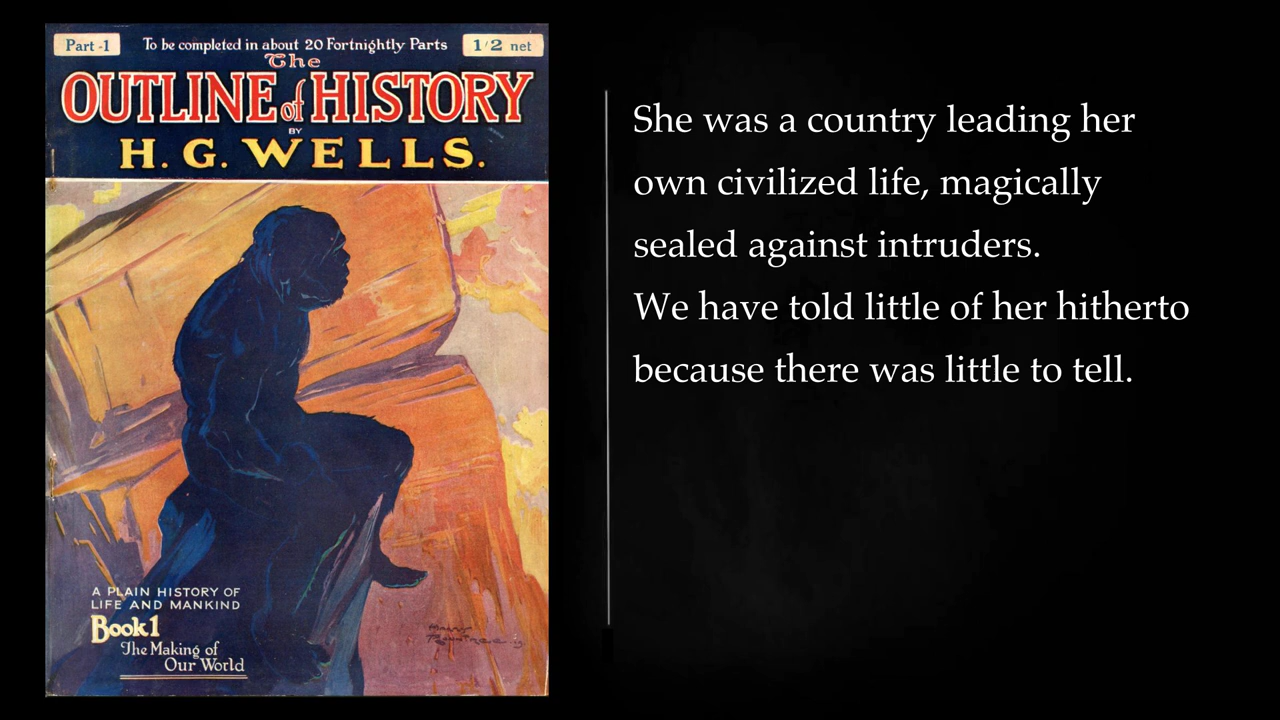 Part -1
To be completed in about 20 Fortnightly Parts
1/2 net
The
OUTLINE of HISTORY
BY
H. G. WELLS.
A PLAIN HISTORY OF
LIFE AND MANKIND
Book 1
The Making of
Our World
She was a country leading her
own civilized life, magically
sealed against intruders.
We have told little of her hitherto
because there was little to tell.